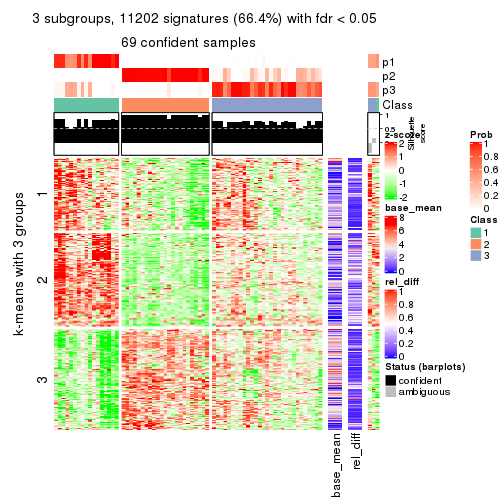 3 subgroups, 11202 signatures (66.4%) with fdr < 0.05
69 confident samples
p1
p2
p3
Class
1
0.5
0
Silhouette
score
k-means with 3 groups
1
2
3
base_mean
rel_diff
z-score
2
1
0
-1
-2
base_mean
8
6
4
2
0
rel_diff
1
0.8
0.6
0.4
0.2
0
Status (barplots)
confident
ambiguous
Prob
1
0.8
0.6
0.4
0.2
0
Class
1
2
3